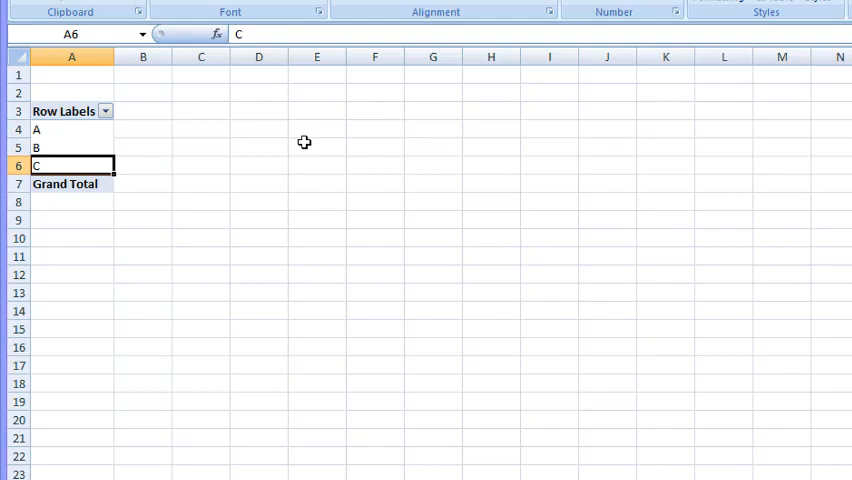 Clipboard Font Alignment Number Styles
A6 fx C
A B C D E F G H I J K L M N
1
2
3 Row Labels
4 A
5 B
6 C
7 Grand Total
8
9
10
11
12
13
14
15
16
17
18
19
20
21
22
23